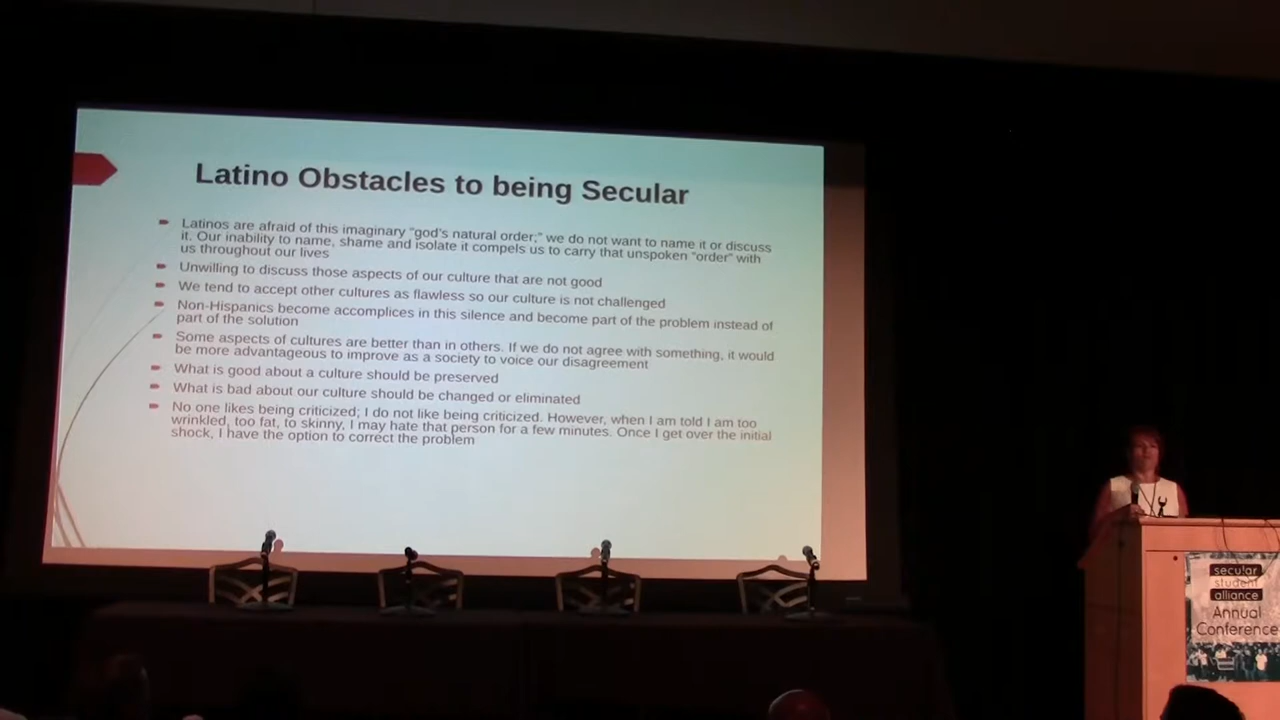 Latino Obstacles to being Secular
Latinos are afraid of this imaginary “god’s natural order;” we do not want to name it or discuss
it. Our inability to name, shame and isolate it compels us to carry that unspoken “order” with
us throughout our lives
Unwilling to discuss those aspects of our culture that are not good
We tend to accept other cultures as flawless so our culture is not challenged
Non-Hispanics become accomplices in this silence and become part of the problem instead of
part of the solution
Some aspects of cultures are better than in others. If we do not agree with something, it would
be more advantageous to improve as a society to voice our disagreement
What is good about a culture should be preserved
What is bad about our culture should be changed or eliminated
No one likes being criticized; I do not like being criticized. However, when I am told I am too
wrinkled, too fat, to skinny, I may hate that person for a few minutes. Once I get over the initial
shock, I have the option to correct the problem
secular
student
alliance
Annual
Conference